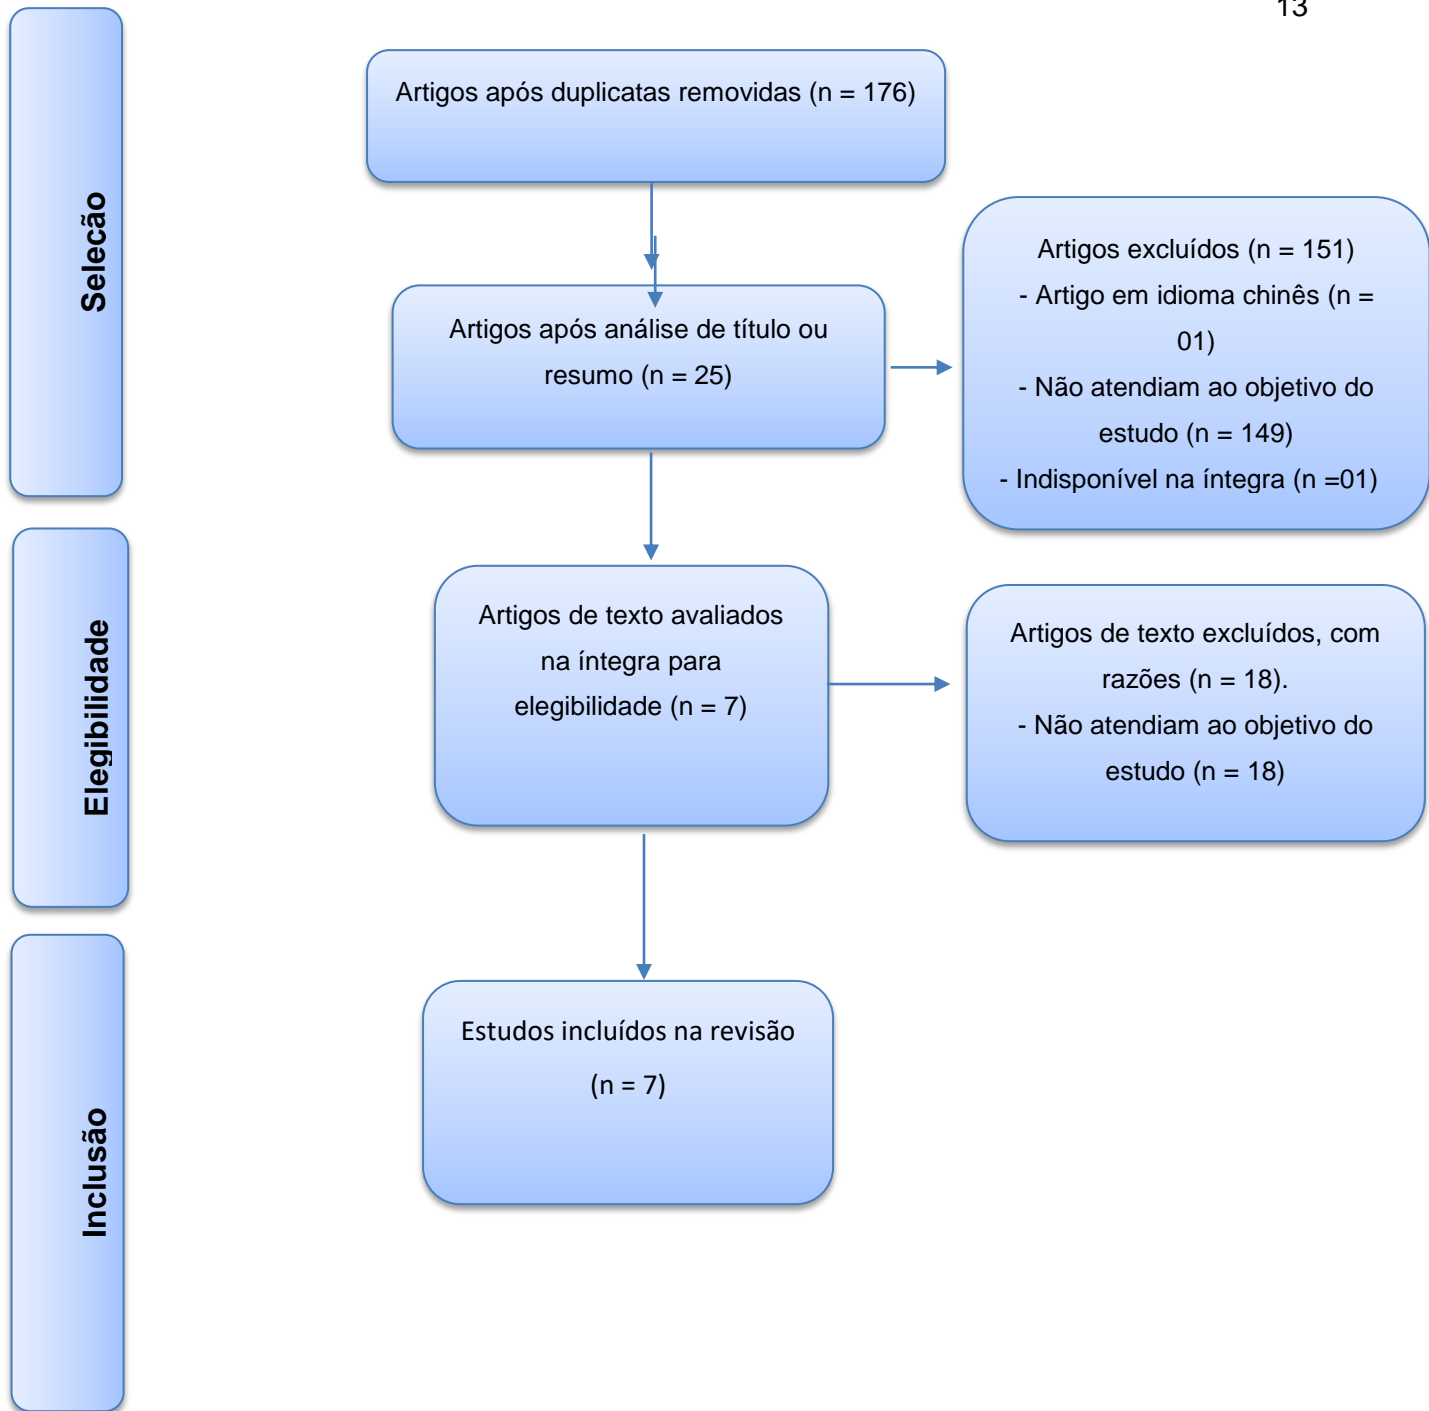 13
Seleção
Artigos após duplicatas removidas (n = 176)
Artigos após análise de título ou
resumo (n = 25)
Artigos excluídos (n = 151)
- Artigo em idioma chinês (n =
01)
- Não atendiam ao objetivo do
estudo (n = 149)
- Indisponível na íntegra (n =01)
Elegibilidade
Artigos de texto avaliados
na íntegra para
elegibilidade (n = 7)
Artigos de texto excluídos, com
razões (n = 18).
- Não atendiam ao objetivo do
estudo (n = 18)
Inclusão
Estudos incluídos na revisão
(n = 7)